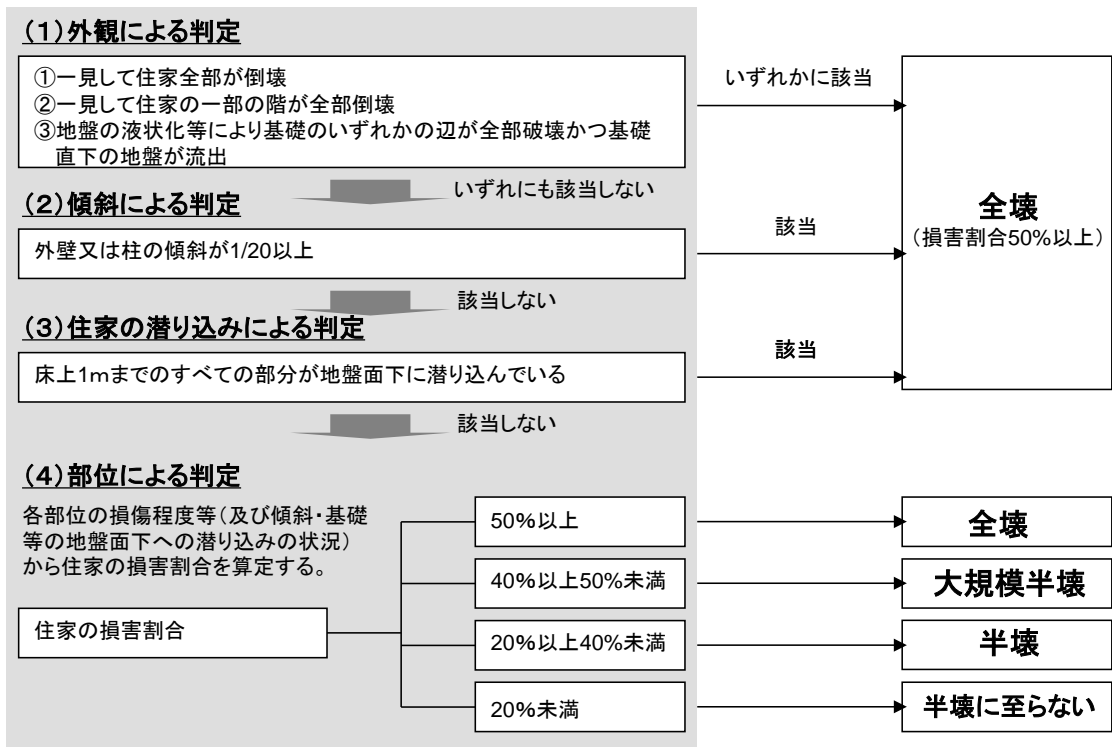 (1)外観による判定
①一見して住家全部が倒壊
②一見して住家の一部の階が全部倒壊
③地盤の液状化等により基礎のいずれかの辺が全部破壊かつ基礎
直下の地盤が流出
いずれかに該当
いずれにも該当しない
全壊
(損害割合50%以上)
(2)傾斜による判定
外壁又は柱の傾斜が1/20以上
該当
該当しない
(3)住家の潜り込みによる判定
床上1mまでのすべての部分が地盤面下に潜り込んでいる
該当
該当しない
(4)部位による判定
各部位の損傷程度等(及び傾斜・基礎
等の地盤面下への潜り込みの状況)
から住家の損害割合を算定する。
住家の損害割合
50%以上
全壊
40%以上50%未満
大規模半壊
20%以上40%未満
半壊
20%未満
半壊に至らない